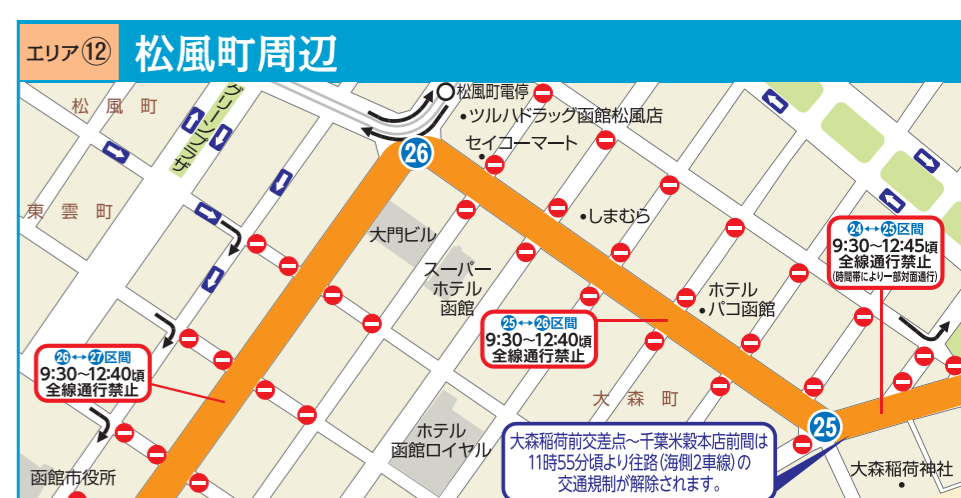 エリア⑫ 松風町周辺
グリーンプラザ
松風町
松風町電停
・ツルハドラッグ函館松風店
セイコーマート
26
東雲町
大門ビル
・しまむら
スーパー
ホテル
函館
ホテル
・パコ函館
24↔25区間
9:30~12:45頃
全線通行禁止
(時間帯により一部対面通行)
25↔26区間
9:30~12:40頃
全線通行禁止
26↔27区間
9:30~12:40頃
全線通行禁止
大森町
25
ホテル
函館ロイヤル
大森稲荷前交差点~千葉米穀本店前間は
11時55分頃より往路(海側2車線)の
交通規制が解除されます。
函館市役所
大森稲荷神社